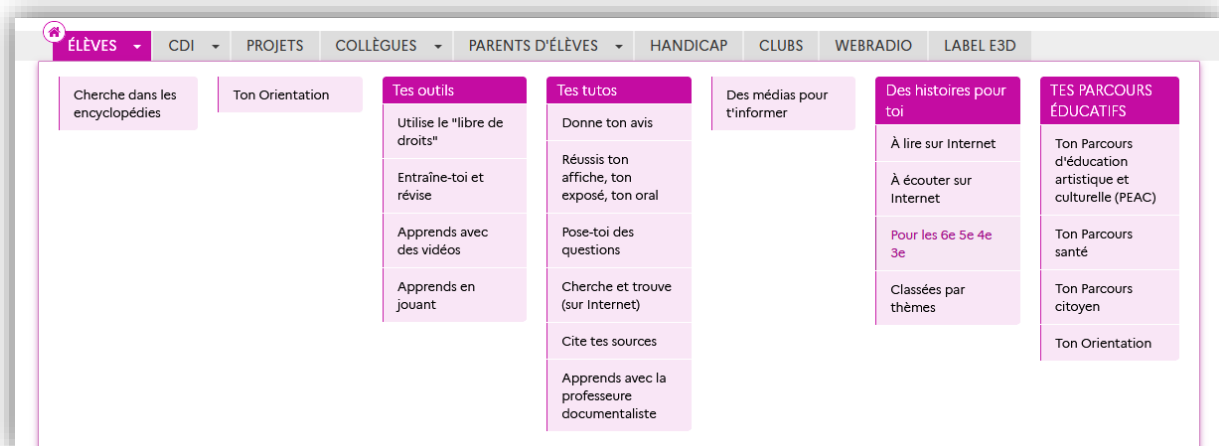 ÉLÈVES CDI PROJETS COLLÈGUES PARENTS D'ÉLÈVES HANDICAP CLUBS WEBRADIO LABEL E3D
Cherche dans les
encyclopédies
Ton Orientation
Tes outils
Utilise le "libre de
droits"
Entraîne-toi et
révise
Apprends avec
des vidéos
Apprends en
jouant
Tes tutos
Donne ton avis
Réussis ton
affiche, ton
exposé, ton oral
Pose-toi des
questions
Cherche et trouve
(sur Internet)
Cite tes sources
Apprends avec la
professeure
documentaliste
Des médias pour
t'informer
Des histoires pour
toi
À lire sur Internet
À écouter sur
Internet
Pour les 6e 5e 4e
3e
Classées par
thèmes
TES PARCOURS
ÉDUCATIFS
Ton Parcours
d'éducation
artistique et
culturelle (PEAC)
Ton Parcours
santé
Ton Parcours
citoyen
Ton Orientation